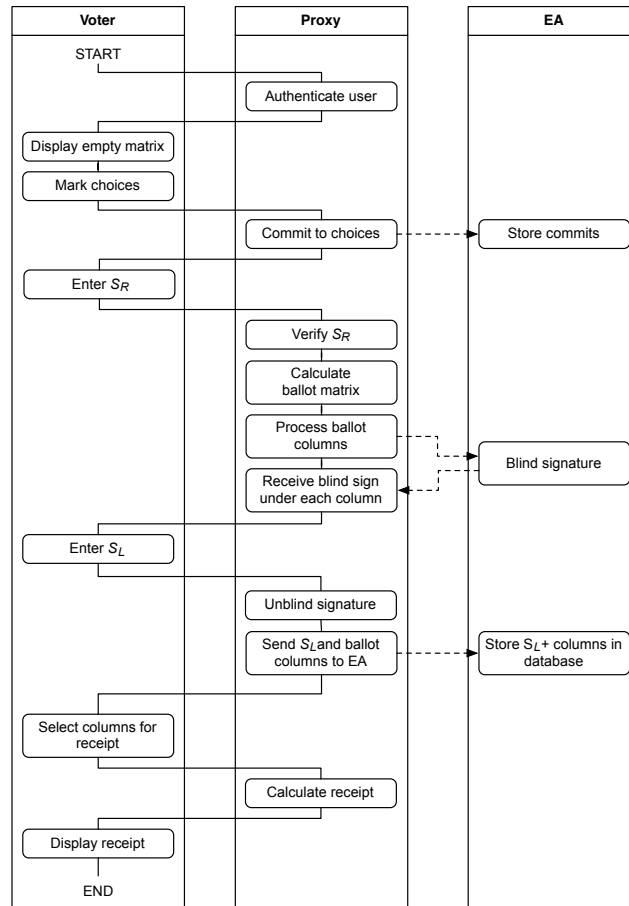 Voter
Proxy
EA
START
Authenticate user
Display empty matrix
Mark choices
Commit to choices
Store commits
Enter S_R
Verify S_R
Calculate
ballot matrix
Process ballot
columns
Blind signature
Receive blind sign
under each column
Enter S_L
Unblind signature
Send S_L and ballot
columns to EA
Store S_L+ columns in
database
Select columns for
receipt
Calculate receipt
Display receipt
END